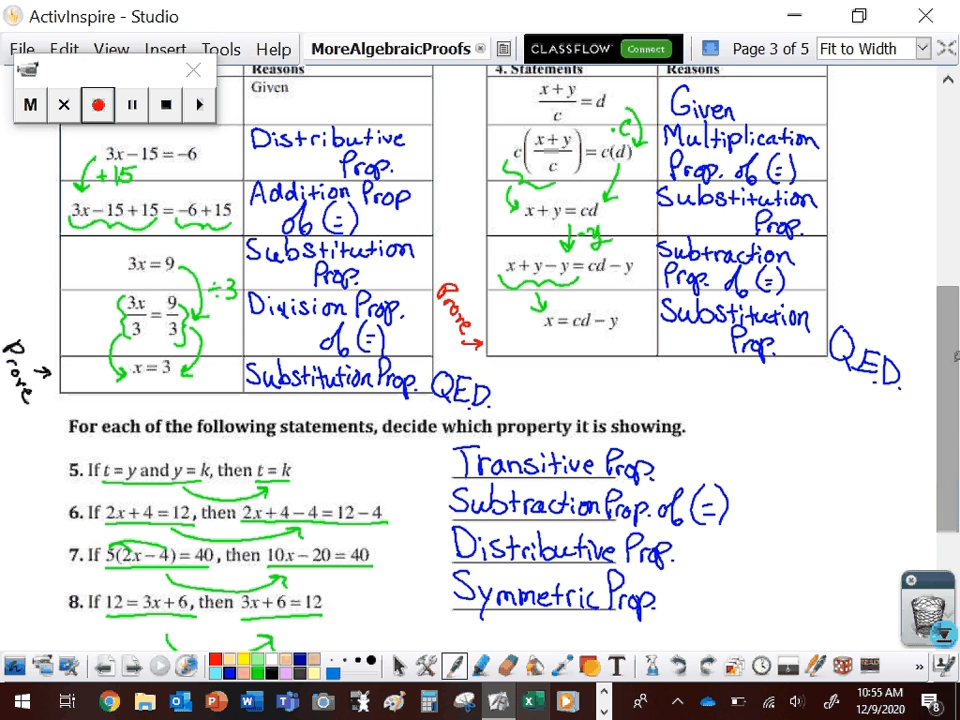 ActivInspire - Studio
File Edit View Insert Tools Help MoreAlgebraicProofs CLASSFLOW Connect Page 3 of 5 Fit to Width
M
Reasons
Given
3x − 15 = −6
Distributive Prop.
+15
3x − 15 + 15 = −6 + 15
Addition Prop of (=)
3x = 9
Substitution Prop.
÷3
3x/3 = 9/3
Division Prop. of (=)
Prove →
x = 3
Substitution Prop. Q.E.D.
4. Statements Reasons
x + y / c = d
Given
·c
c(x + y / c) = c(d)
Multiplication Prop. of (=)
x + y = cd
Substitution Prop.
-y
x + y − y = cd − y
Subtraction Prop. of (=)
Prove →
x = cd − y
Substitution Prop.
Q.E.D.
For each of the following statements, decide which property it is showing.
5. If t = y and y = k, then t = k Transitive Prop.
6. If 2x + 4 = 12, then 2x + 4 − 4 = 12 − 4 Subtraction Prop. of (=)
7. If 5(2x − 4) = 40, then 10x − 20 = 40 Distributive Prop.
8. If 12 = 3x + 6, then 3x + 6 = 12 Symmetric Prop.
10:55 AM
12/9/2020
8